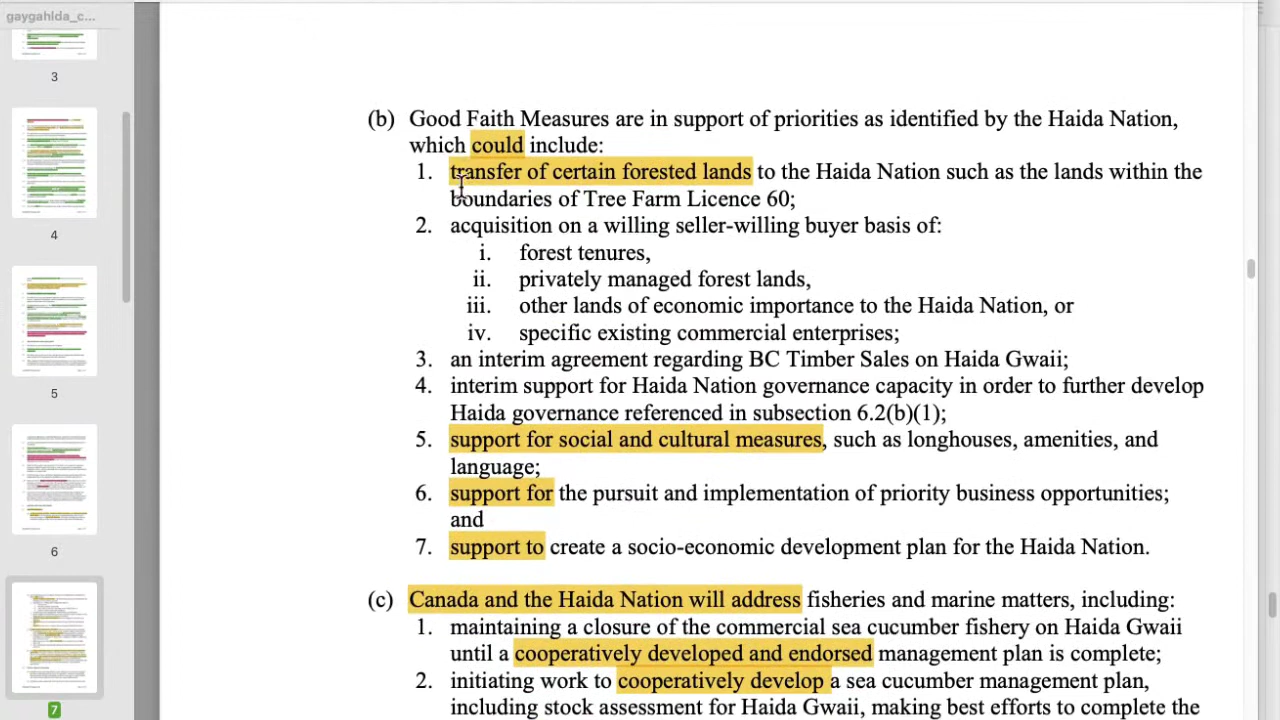 gaygahlda_c...
3
4
5
6
7
(b) Good Faith Measures are in support of priorities as identified by the Haida Nation,
which could include:
1. transfer of certain forested lands to the Haida Nation such as the lands within the
boundaries of Tree Farm Licence 60;
2. acquisition on a willing seller-willing buyer basis of:
i. forest tenures,
ii. privately managed forest lands,
iii. other lands of economic importance to the Haida Nation, or
iv. specific existing commercial enterprises;
3. an interim agreement regarding BC Timber Sales on Haida Gwaii;
4. interim support for Haida Nation governance capacity in order to further develop
Haida governance referenced in subsection 6.2(b)(1);
5. support for social and cultural measures, such as longhouses, amenities, and
language;
6. support for the pursuit and implementation of priority business opportunities;
and
7. support to create a socio-economic development plan for the Haida Nation.
(c) Canada and the Haida Nation will address fisheries and marine matters, including:
1. maintaining a closure of the commercial sea cucumber fishery on Haida Gwaii
until a cooperatively developed and endorsed management plan is complete;
2. initiating work to cooperatively develop a sea cucumber management plan,
including stock assessment for Haida Gwaii, making best efforts to complete the